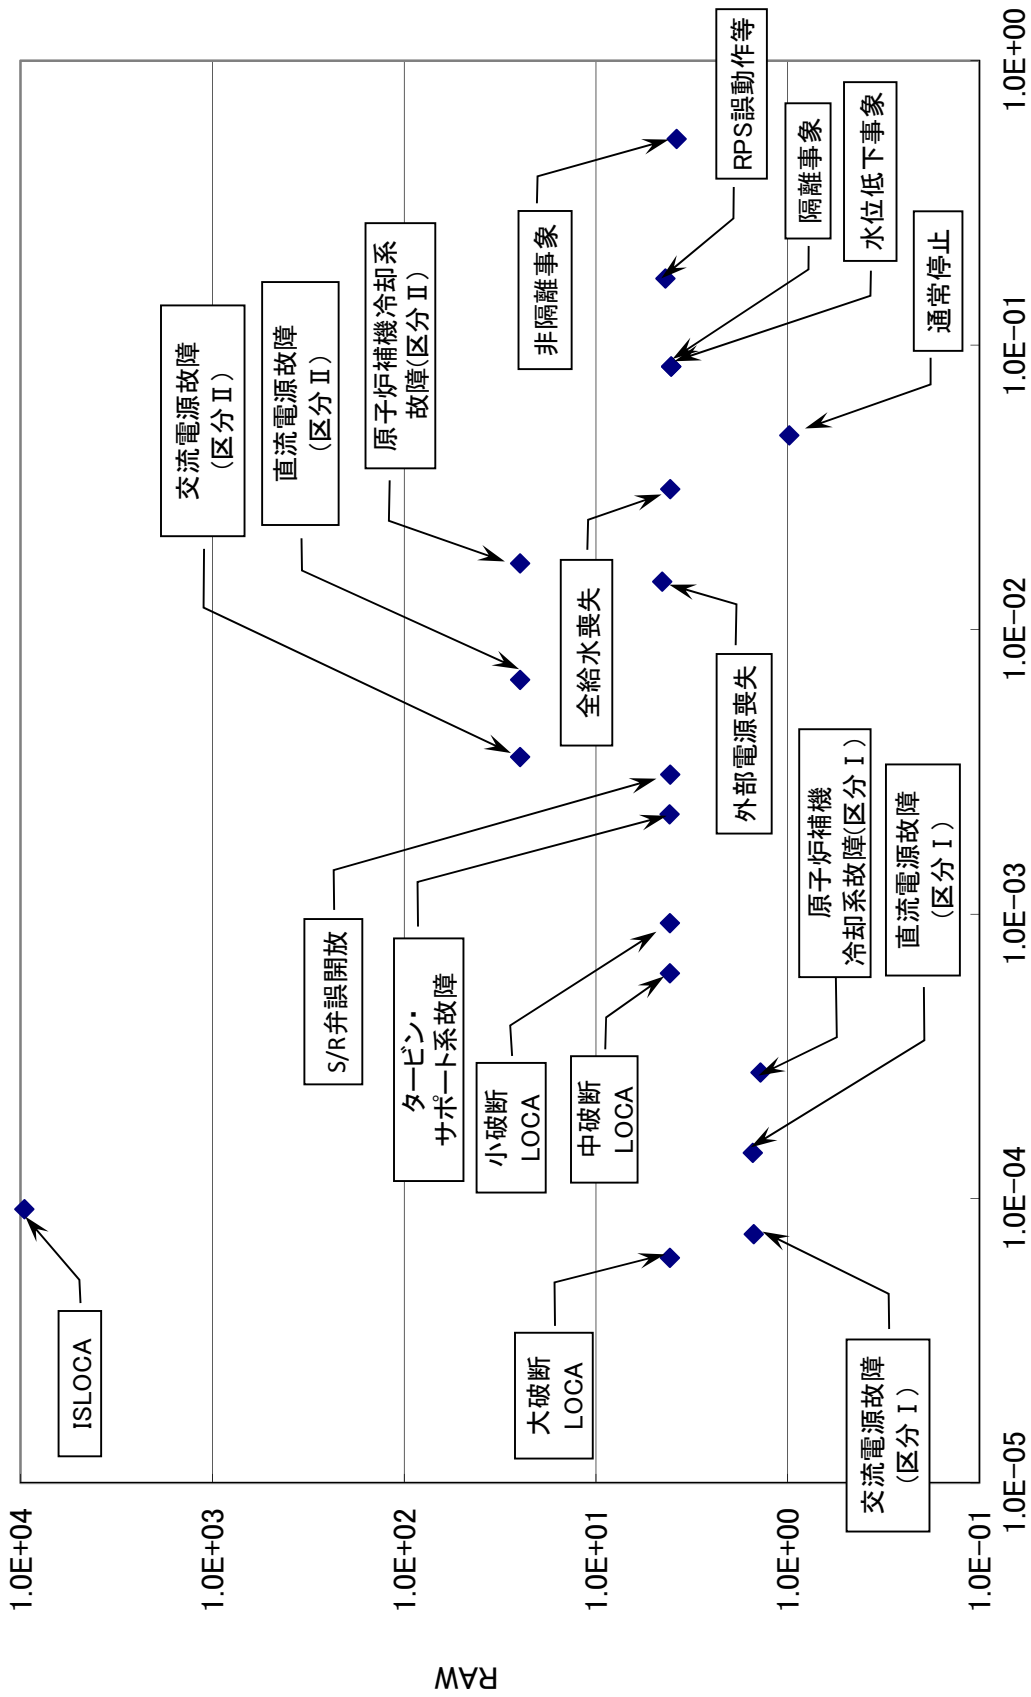 RAW
1.0E+04
1.0E+03
1.0E+02
1.0E+01
1.0E+00
1.0E-01
1.0E-05
1.0E-04
1.0E-03
1.0E-02
1.0E-01
1.0E+00
ISLOCA
交流電源故障
(区分Ⅱ)
直流電源故障
(区分Ⅱ)
原子炉補機冷却系
故障(区分Ⅱ)
S/R弁誤開放
タービン・
サポート系故障
小破断
LOCA
中破断
LOCA
大破断
LOCA
非隔離事象
全給水喪失
外部電源喪失
RPS誤動作等
隔離事象
水位低下事象
通常停止
原子炉補機
冷却系故障(区分Ⅰ)
直流電源故障
(区分Ⅰ)
交流電源故障
(区分Ⅰ)